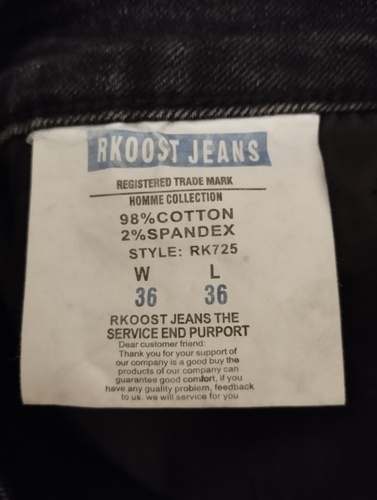 RKOOST JEANS
REGISTERED TRADE MARK
HOMME COLLECTION
98%COTTON
2%SPANDEX
STYLE: RK725
W L
36 36
RKOOST JEANS THE
SERVICE END PURPORT
Dear customer friend:
Thank you for your support of
our company is a good buy the
products of our company can
guarantee good comfort, if you
have any quality problem, feedback
to us. we will service for you